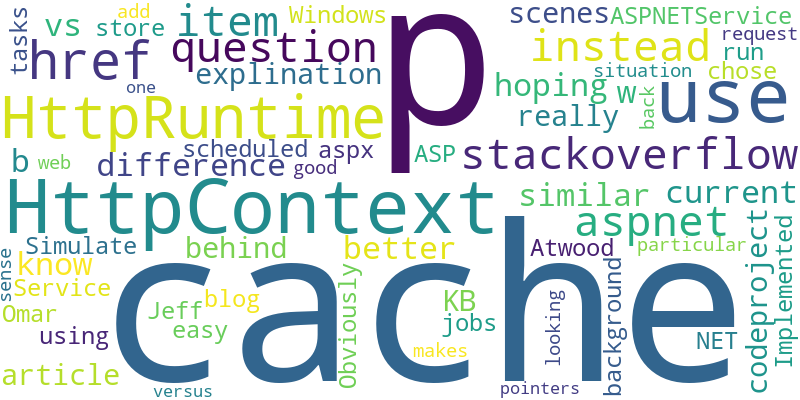 add
p
scenes
ASPNETService
tasks
vs
store
item
Windows
request
href
question
instead
run
explination
situation
chose
one
hoping
w
back
use
HttpRuntime
really
b
scheduled
aspx
ASP
stackoverflow
web
difference
good
HttpContext
similar
current
aspnet
Simulate
behind
better
Atwood
particular
sense
know
cache
Service
blog
Obviously
KB
looking
background
codeproject
Implemented
Omar
Jeff
easy
jobs
NET
using
makes
article
versus
pointers